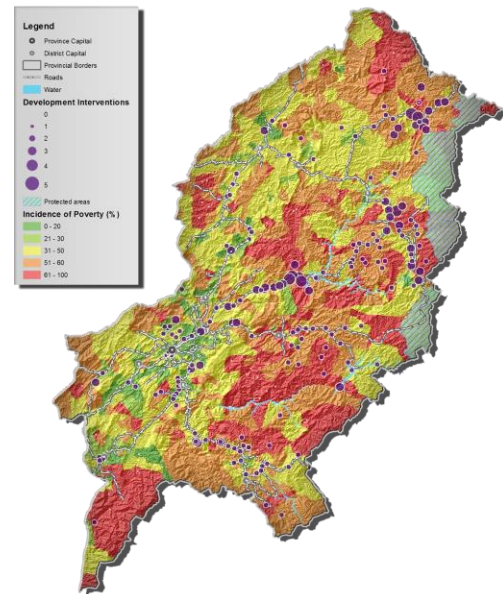 Legend
Province Capital
District Capital
Provincial Borders
Roads
Water
Development Interventions
0
1
2
3
4
5
Protected areas
Incidence of Poverty (%)
0 - 20
21 - 30
31 - 50
51 - 60
61 - 100